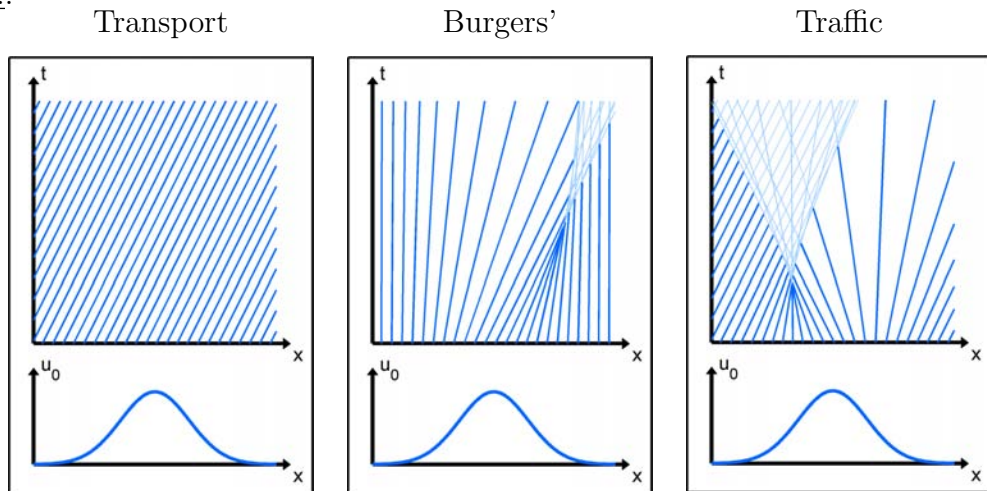 Transport Burgers' Traffic
t t t
x x x
u₀ u₀ u₀
x x x